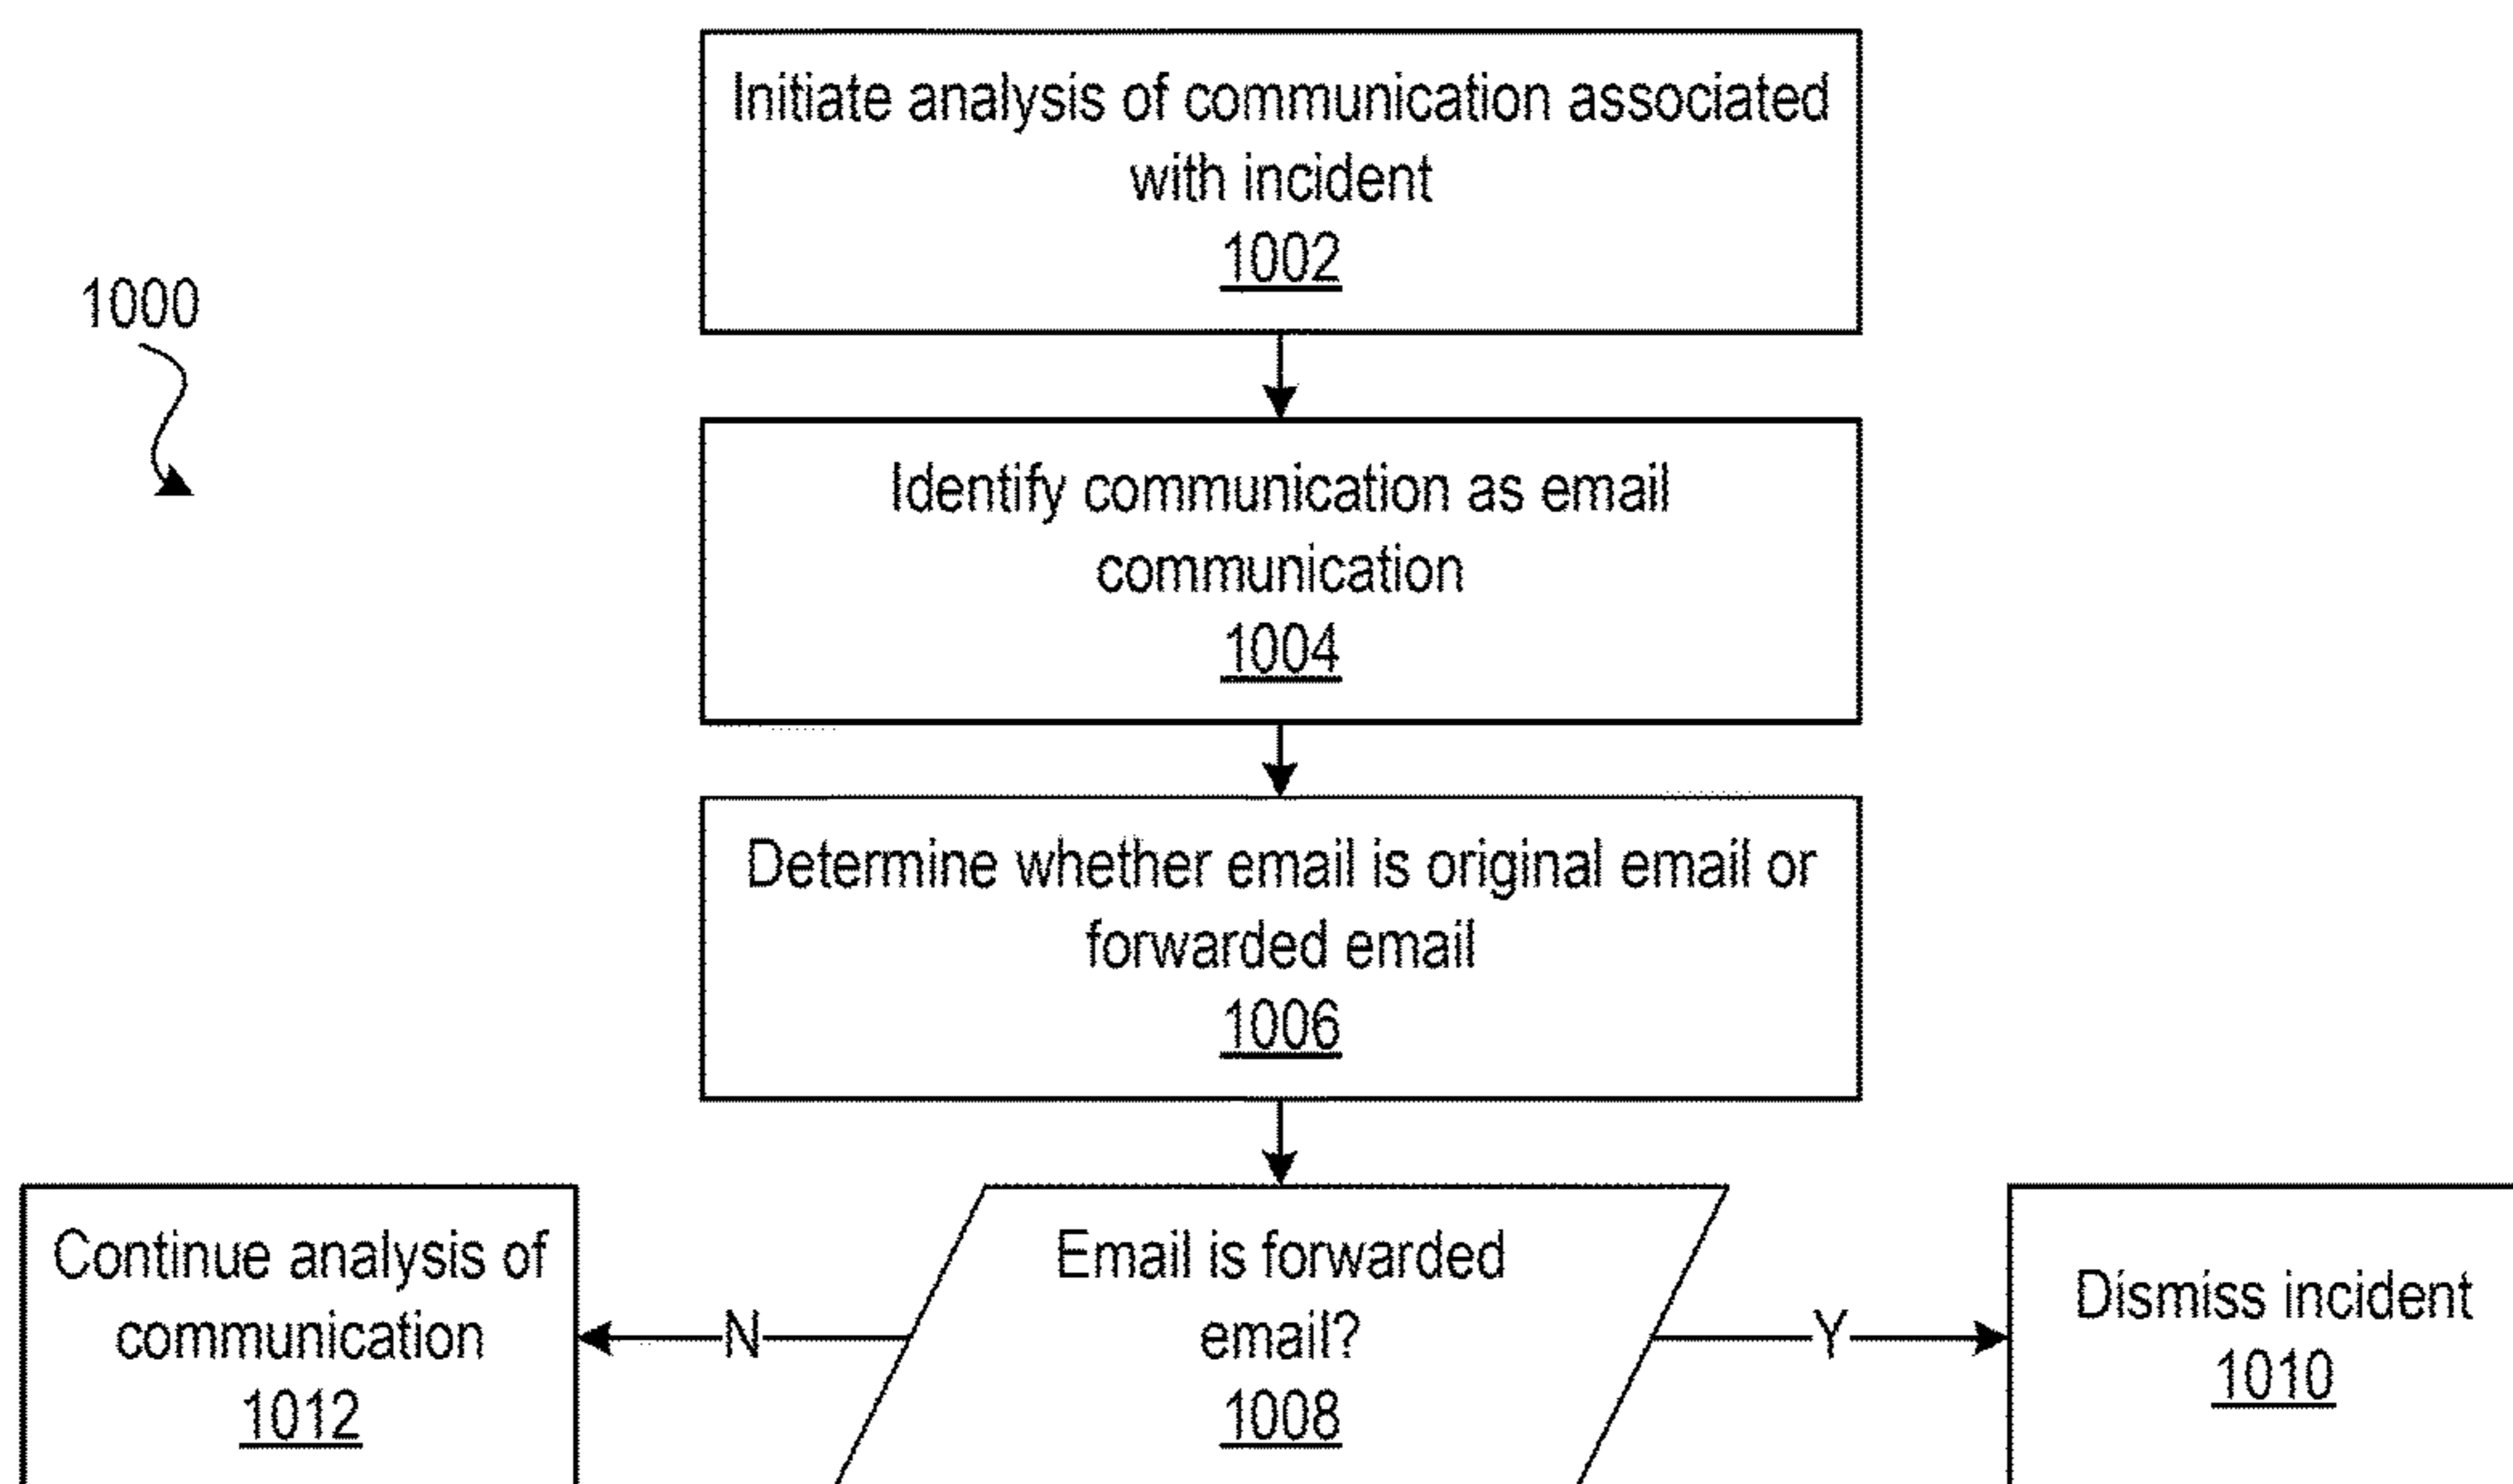 Initiate analysis of communication associated
with incident
1002
1000
Identify communication as email
communication
1004
Determine whether email is original email or
forwarded email
1006
Continue analysis of
communication
1012
N
Email is forwarded
email?
1008
Y
Dismiss incident
1010